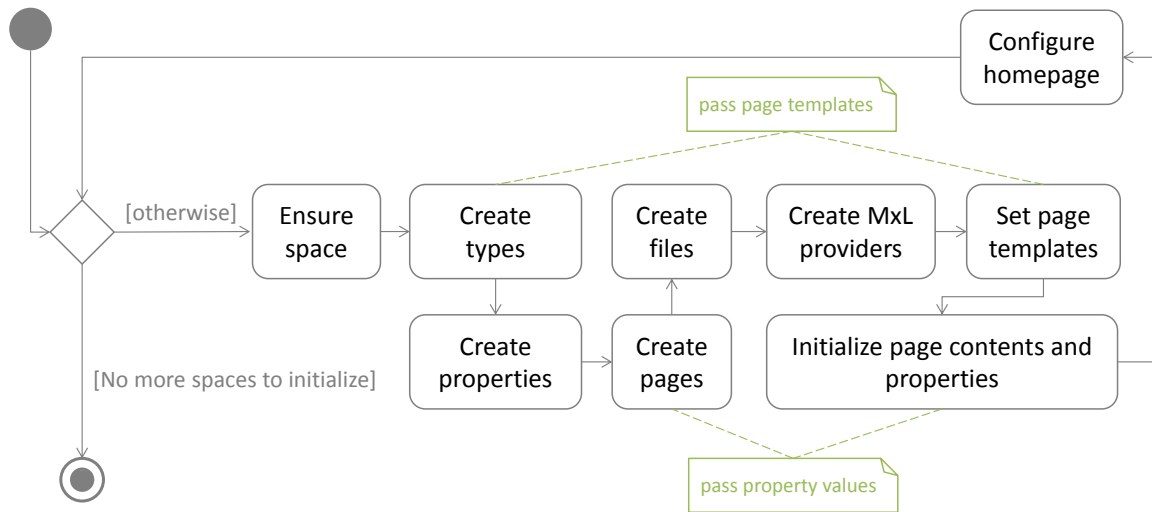 Configure
homepage
pass page templates
[otherwise]
Ensure
space
Create
types
Create
files
Create MxL
providers
Set page
templates
Create
properties
Create
pages
Initialize page contents and
properties
[No more spaces to initialize]
pass property values